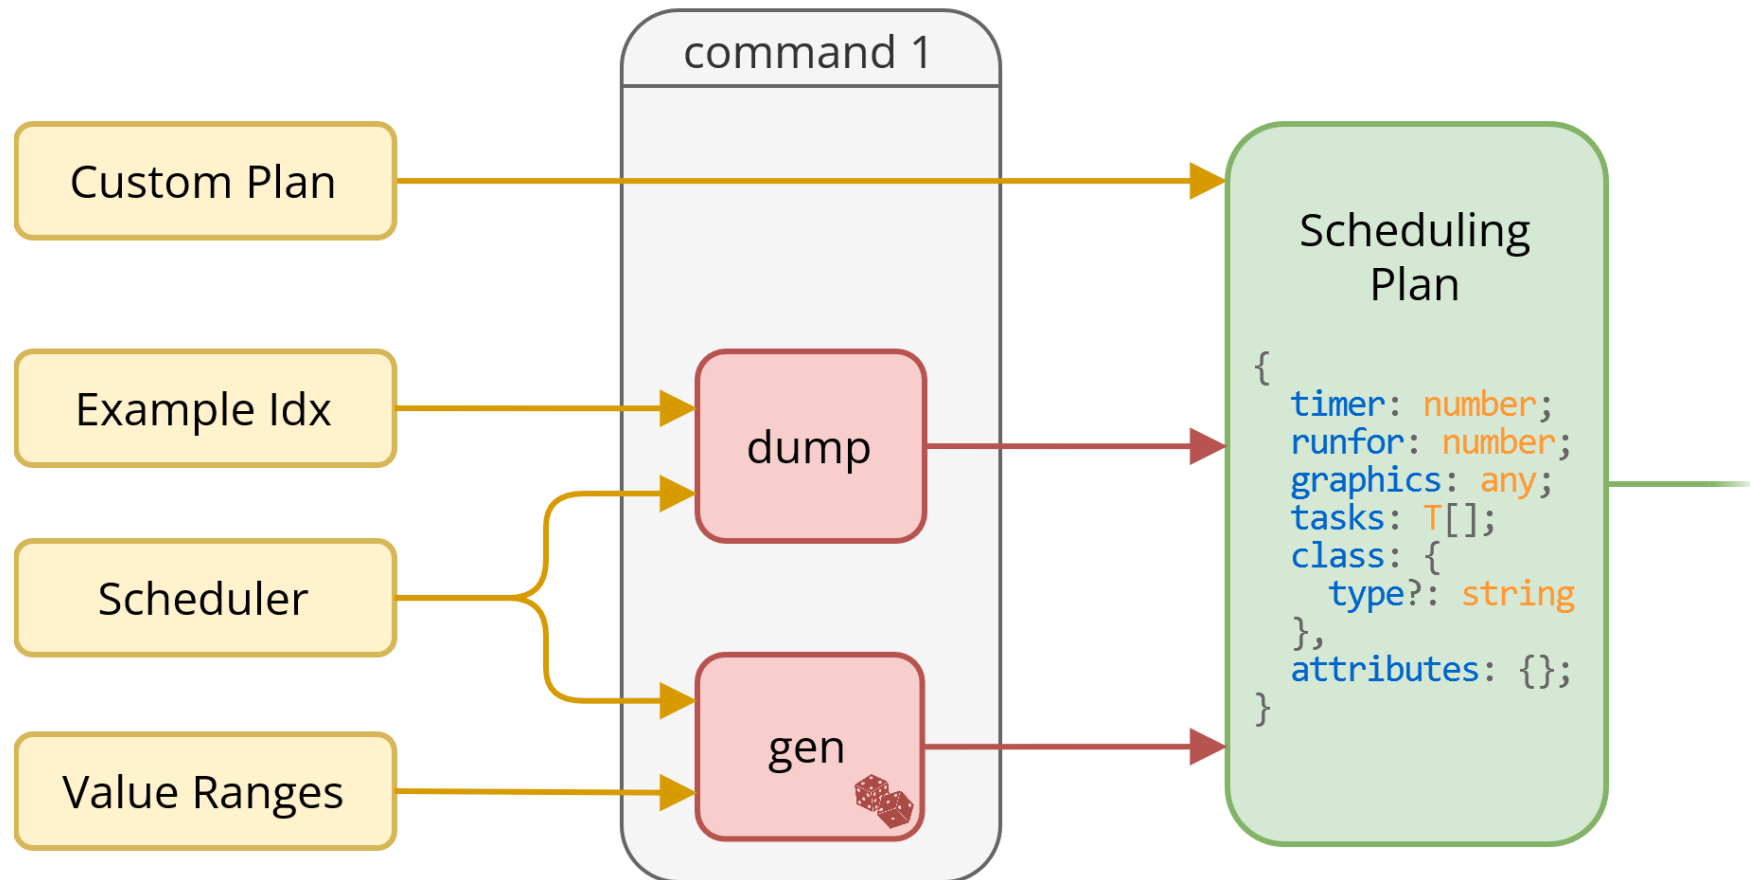 command 1
Custom Plan
Example Idx
Scheduler
Value Ranges
dump
gen
Scheduling
Plan
{
  timer: number;
  runfor: number;
  graphics: any;
  tasks: T[];
  class: {
    type?: string
  },
  attributes: {};
}